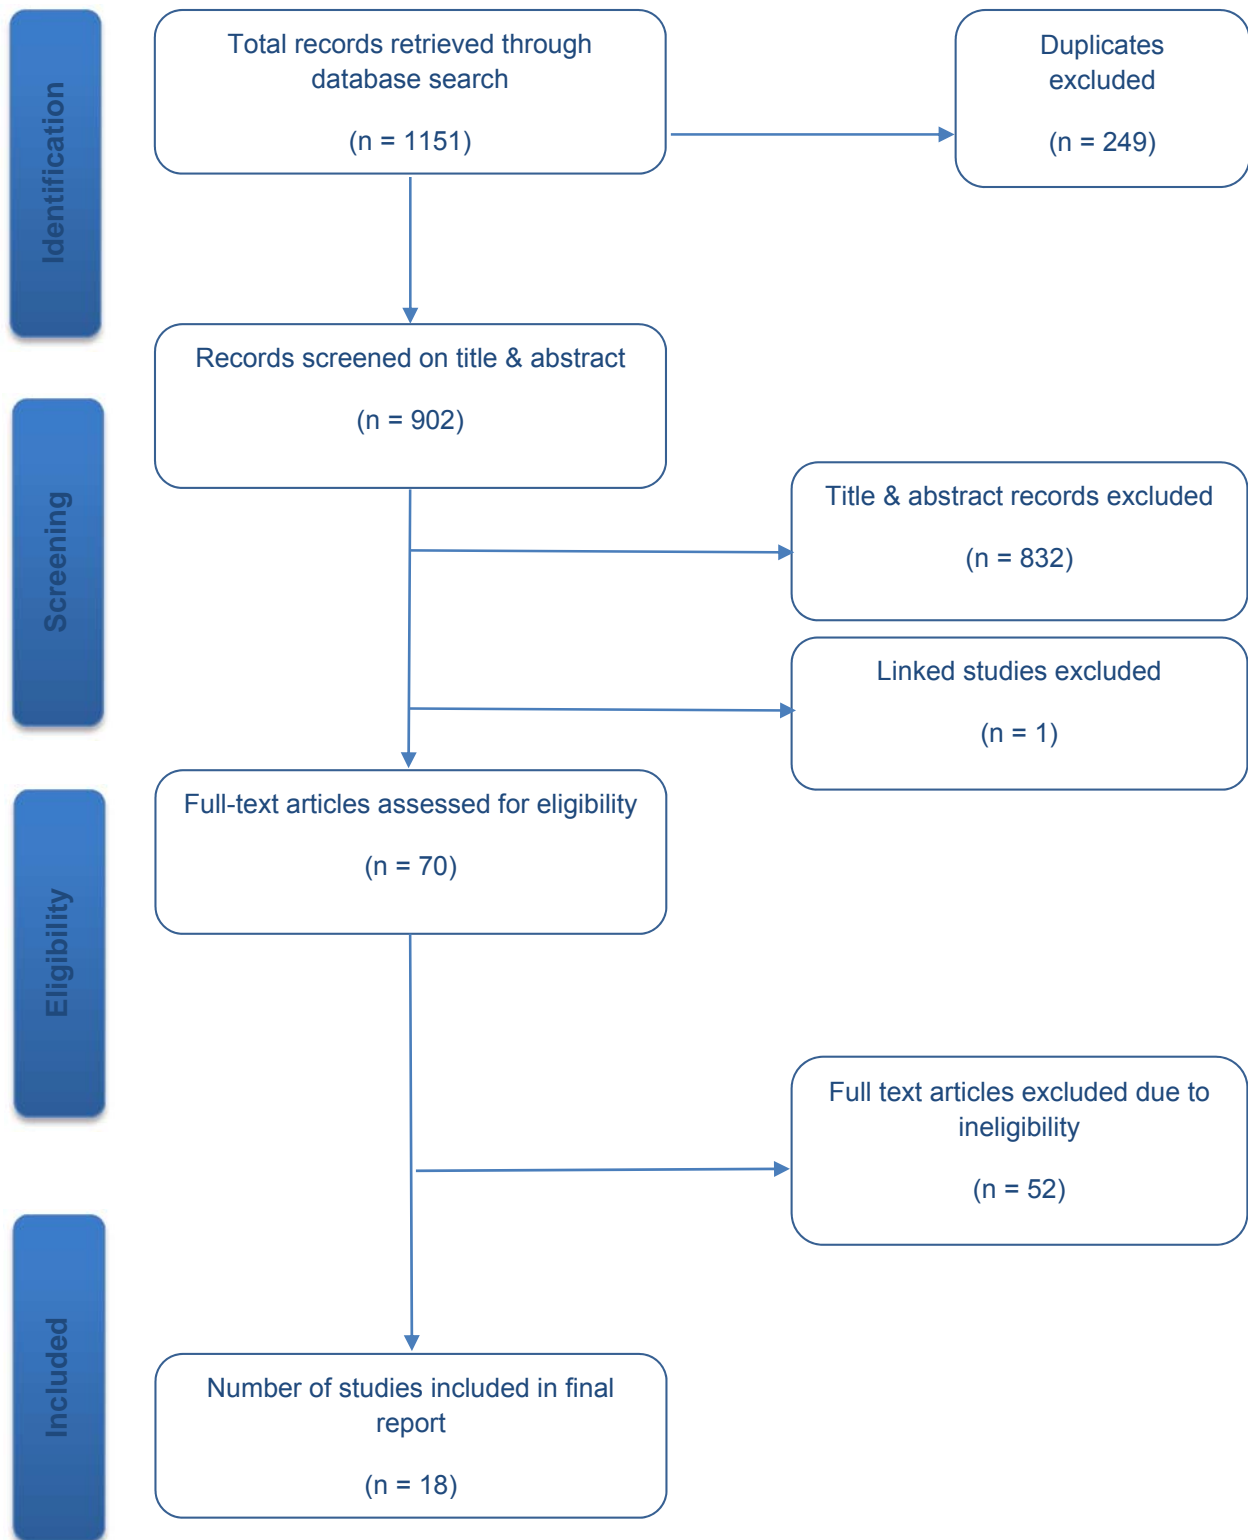 Identification
Total records retrieved through
database search
(n = 1151)
Duplicates
excluded
(n = 249)
Records screened on title & abstract
(n = 902)
Screening
Title & abstract records excluded
(n = 832)
Linked studies excluded
(n = 1)
Eligibility
Full-text articles assessed for eligibility
(n = 70)
Full text articles excluded due to
ineligibility
(n = 52)
Included
Number of studies included in final
report
(n = 18)